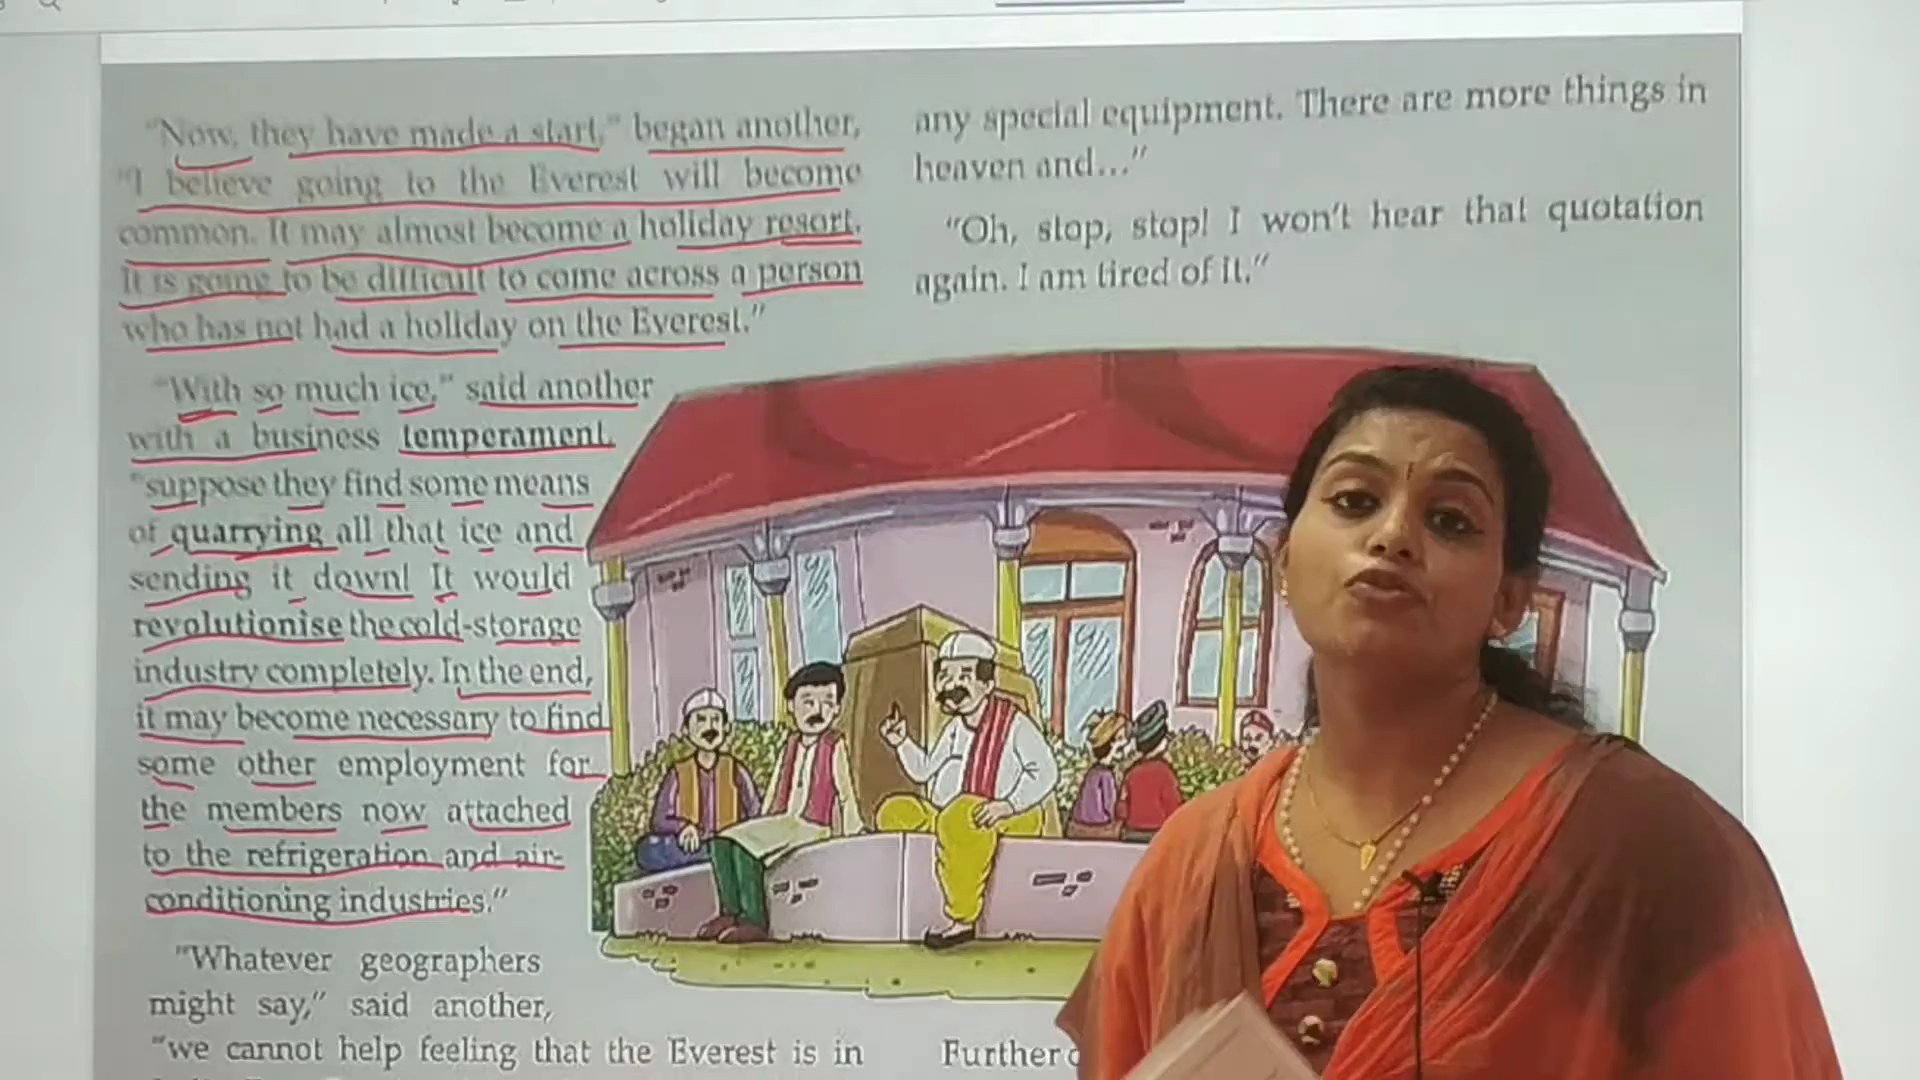 "Now, they have made a start," began another,
"I believe going to the Everest will become
common. It may almost become a holiday resort.
It is going to be difficult to come across a person
who has not had a holiday on the Everest."
"With so much ice," said another
with a business temperament,
"suppose they find some means
of quarrying all that ice and
sending it down! It would
revolutionise the cold-storage
industry completely. In the end,
it may become necessary to find
some other employment for
the members now attached
to the refrigeration and air-
conditioning industries."
"Whatever geographers
might say," said another,
"we cannot help feeling that the Everest is in
any special equipment. There are more things in
heaven and..."
"Oh, stop, stop! I won't hear that quotation
again. I am tired of it."
Further